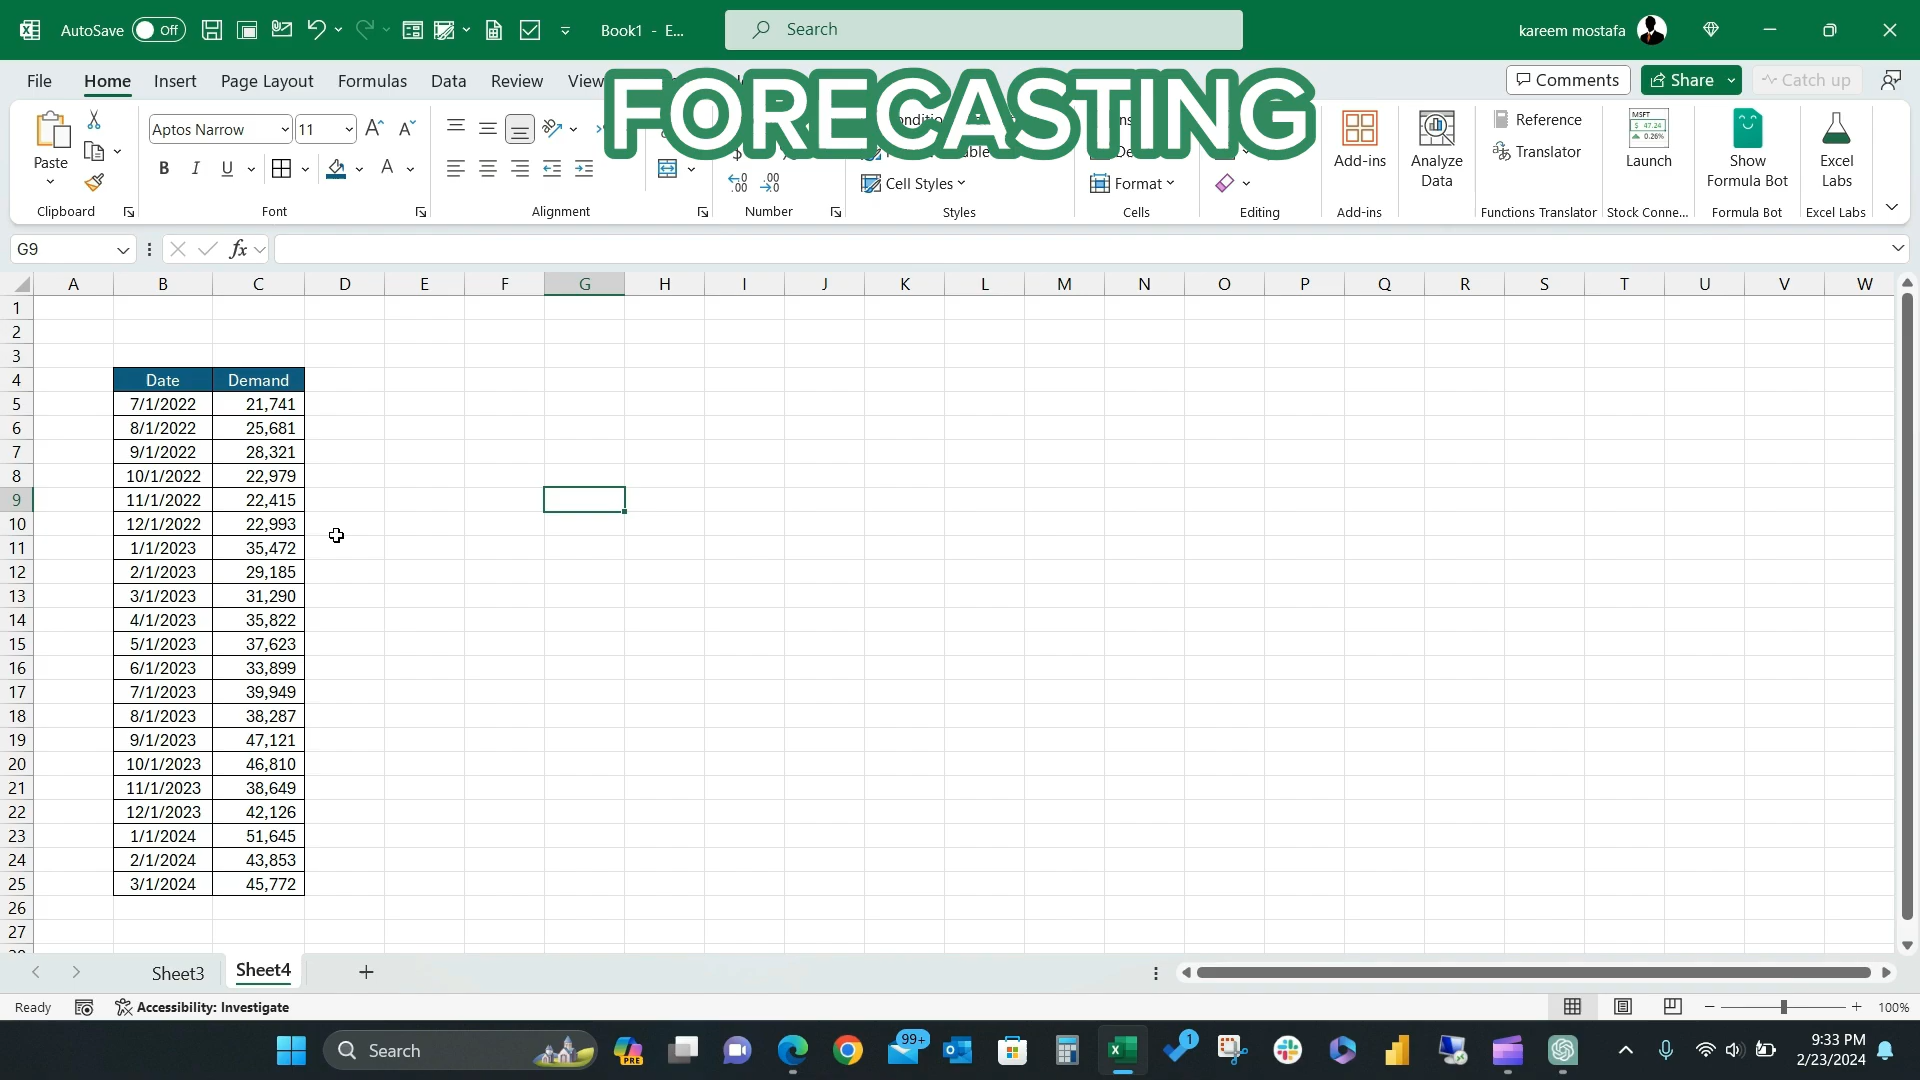 AutoSave Off Book1 - E... Search kareem mostafa
File Home Insert Page Layout Formulas Data Review View Comments Share Catch up
FORECASTING
Paste Aptos Narrow 11 Cell Styles Format Add-ins Analyze Data Reference Translator Launch Show Formula Bot Excel Labs
MSFT
$ 47.24
0.26%
Clipboard Font Alignment Number Styles Cells Editing Add-ins Functions Translator Stock Conne... Formula Bot Excel Labs
G9 fx
A B C D E F G H I J K L M N O P Q R S T U V W
1
2
3
4 Date Demand
5 7/1/2022 21,741
6 8/1/2022 25,681
7 9/1/2022 28,321
8 10/1/2022 22,979
9 11/1/2022 22,415
10 12/1/2022 22,993
11 1/1/2023 35,472
12 2/1/2023 29,185
13 3/1/2023 31,290
14 4/1/2023 35,822
15 5/1/2023 37,623
16 6/1/2023 33,899
17 7/1/2023 39,949
18 8/1/2023 38,287
19 9/1/2023 47,121
20 10/1/2023 46,810
21 11/1/2023 38,649
22 12/1/2023 42,126
23 1/1/2024 51,645
24 2/1/2024 43,853
25 3/1/2024 45,772
26
27
Sheet3 Sheet4
Ready Accessibility: Investigate 100%
Search PRE 99+ 1 9:33 PM
2/23/2024